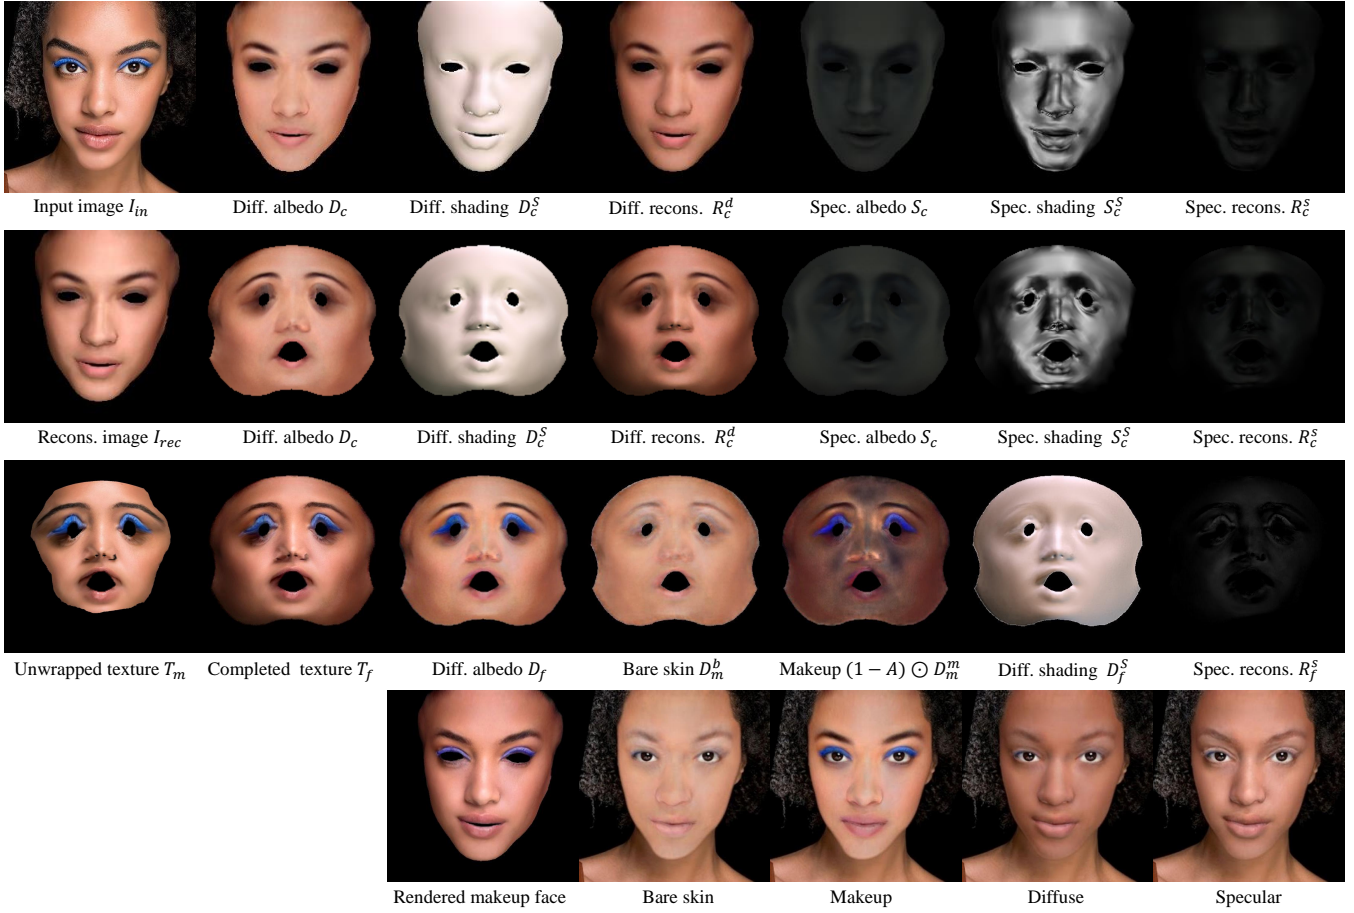 Input image I_in Diff. albedo D_c Diff. shading D_c^S Diff. recons. R_c^d Spec. albedo S_c Spec. shading S_c^S Spec. recons. R_c^s
Recons. image I_rec Diff. albedo D_c Diff. shading D_c^S Diff. recons. R_c^d Spec. albedo S_c Spec. shading S_c^S Spec. recons. R_c^s
Unwrapped texture T_m Completed texture T_f Diff. albedo D_f Bare skin D_m^b Makeup (1 − A) ⊙ D_m^m Diff. shading D_f^S Spec. recons. R_f^s
Rendered makeup face Bare skin Makeup Diffuse Specular